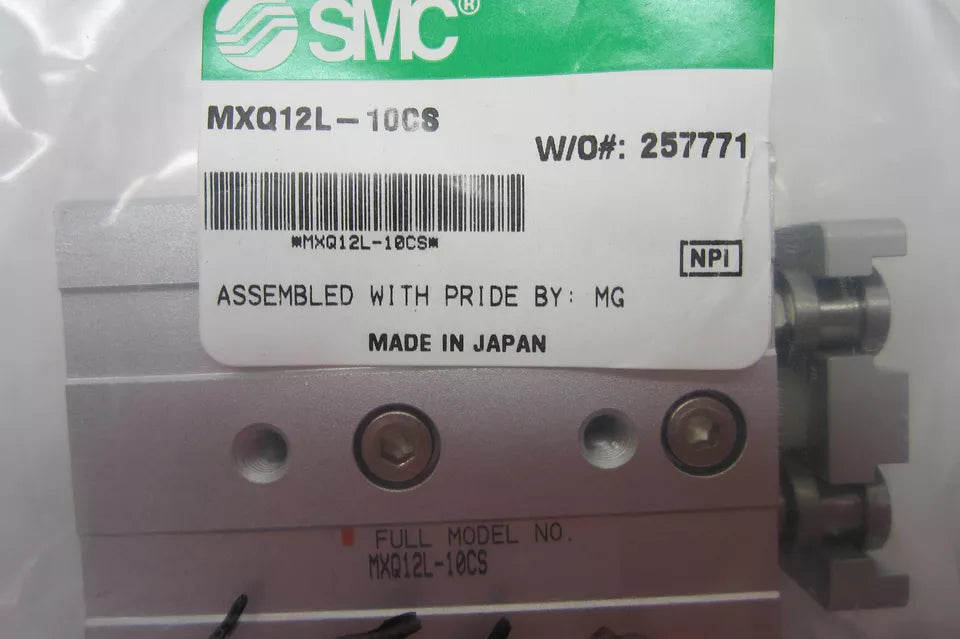 SMC®
MXQ12L-10CS
W/O#: 257771
*MXQ12L-10CS*
NPI
ASSEMBLED WITH PRIDE BY: MG
MADE IN JAPAN
FULL MODEL NO.
MXQ12L-10CS